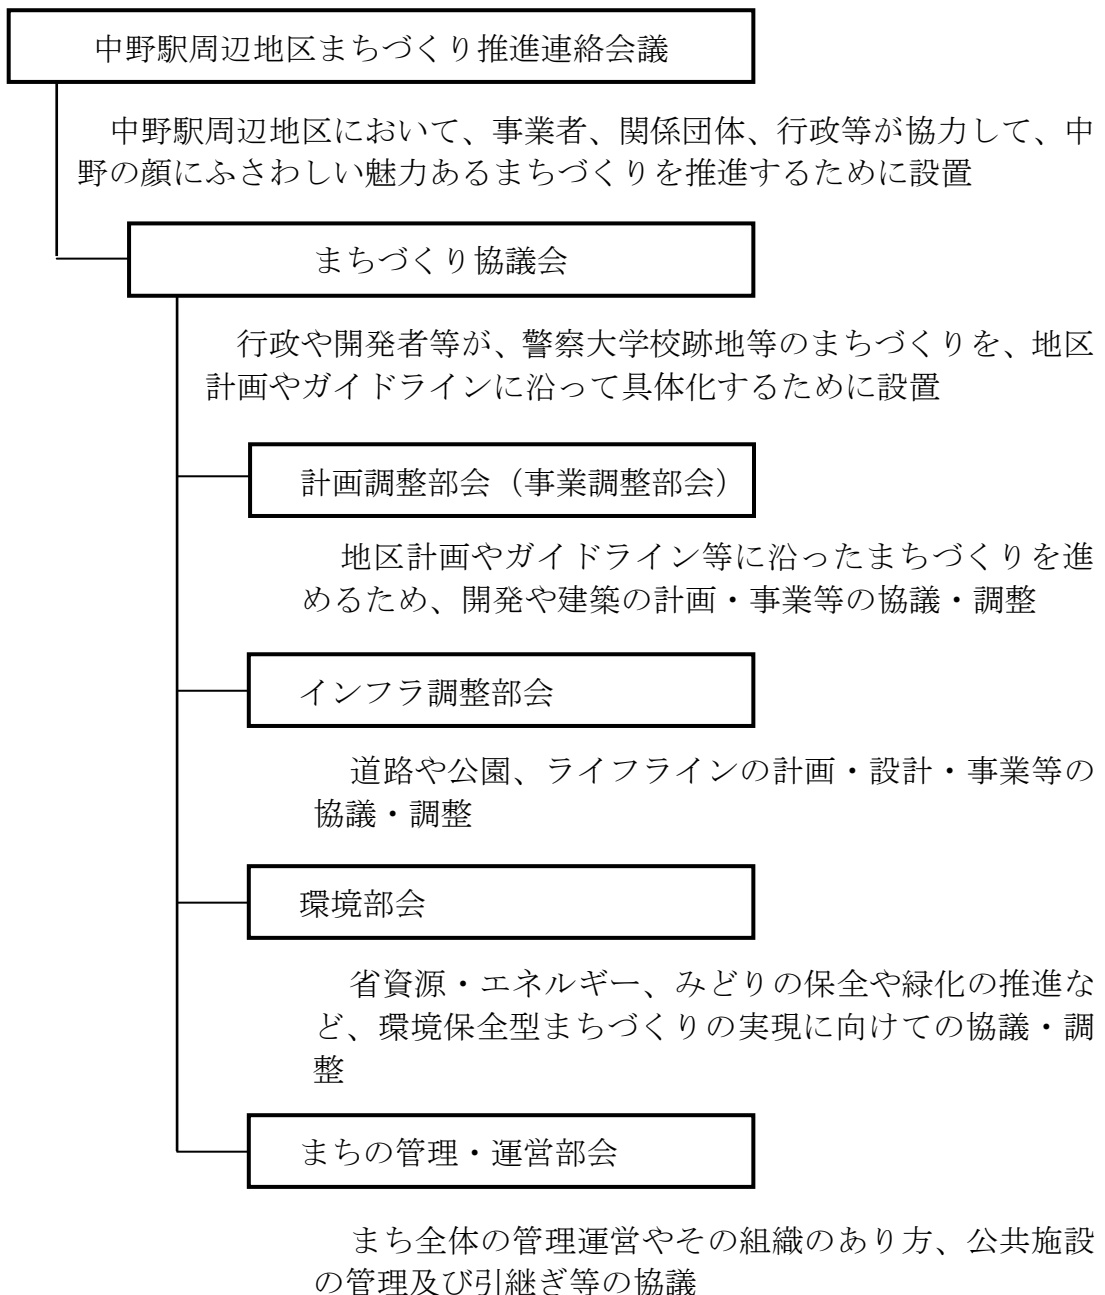 中野駅周辺地区まちづくり推進連絡会議
中野駅周辺地区において、事業者、関係団体、行政等が協力して、中
野の顔にふさわしい魅力あるまちづくりを推進するために設置
まちづくり協議会
行政や開発者等が、警察大学校跡地等のまちづくりを、地区
計画やガイドラインに沿って具体化するために設置
計画調整部会（事業調整部会）
地区計画やガイドライン等に沿ったまちづくりを進
めるため、開発や建築の計画・事業等の協議・調整
インフラ調整部会
道路や公園、ライフラインの計画・設計・事業等の
協議・調整
環境部会
省資源・エネルギー、みどりの保全や緑化の推進な
ど、環境保全型まちづくりの実現に向けての協議・調
整
まちの管理・運営部会
まち全体の管理運営やその組織のあり方、公共施設
の管理及び引継ぎ等の協議